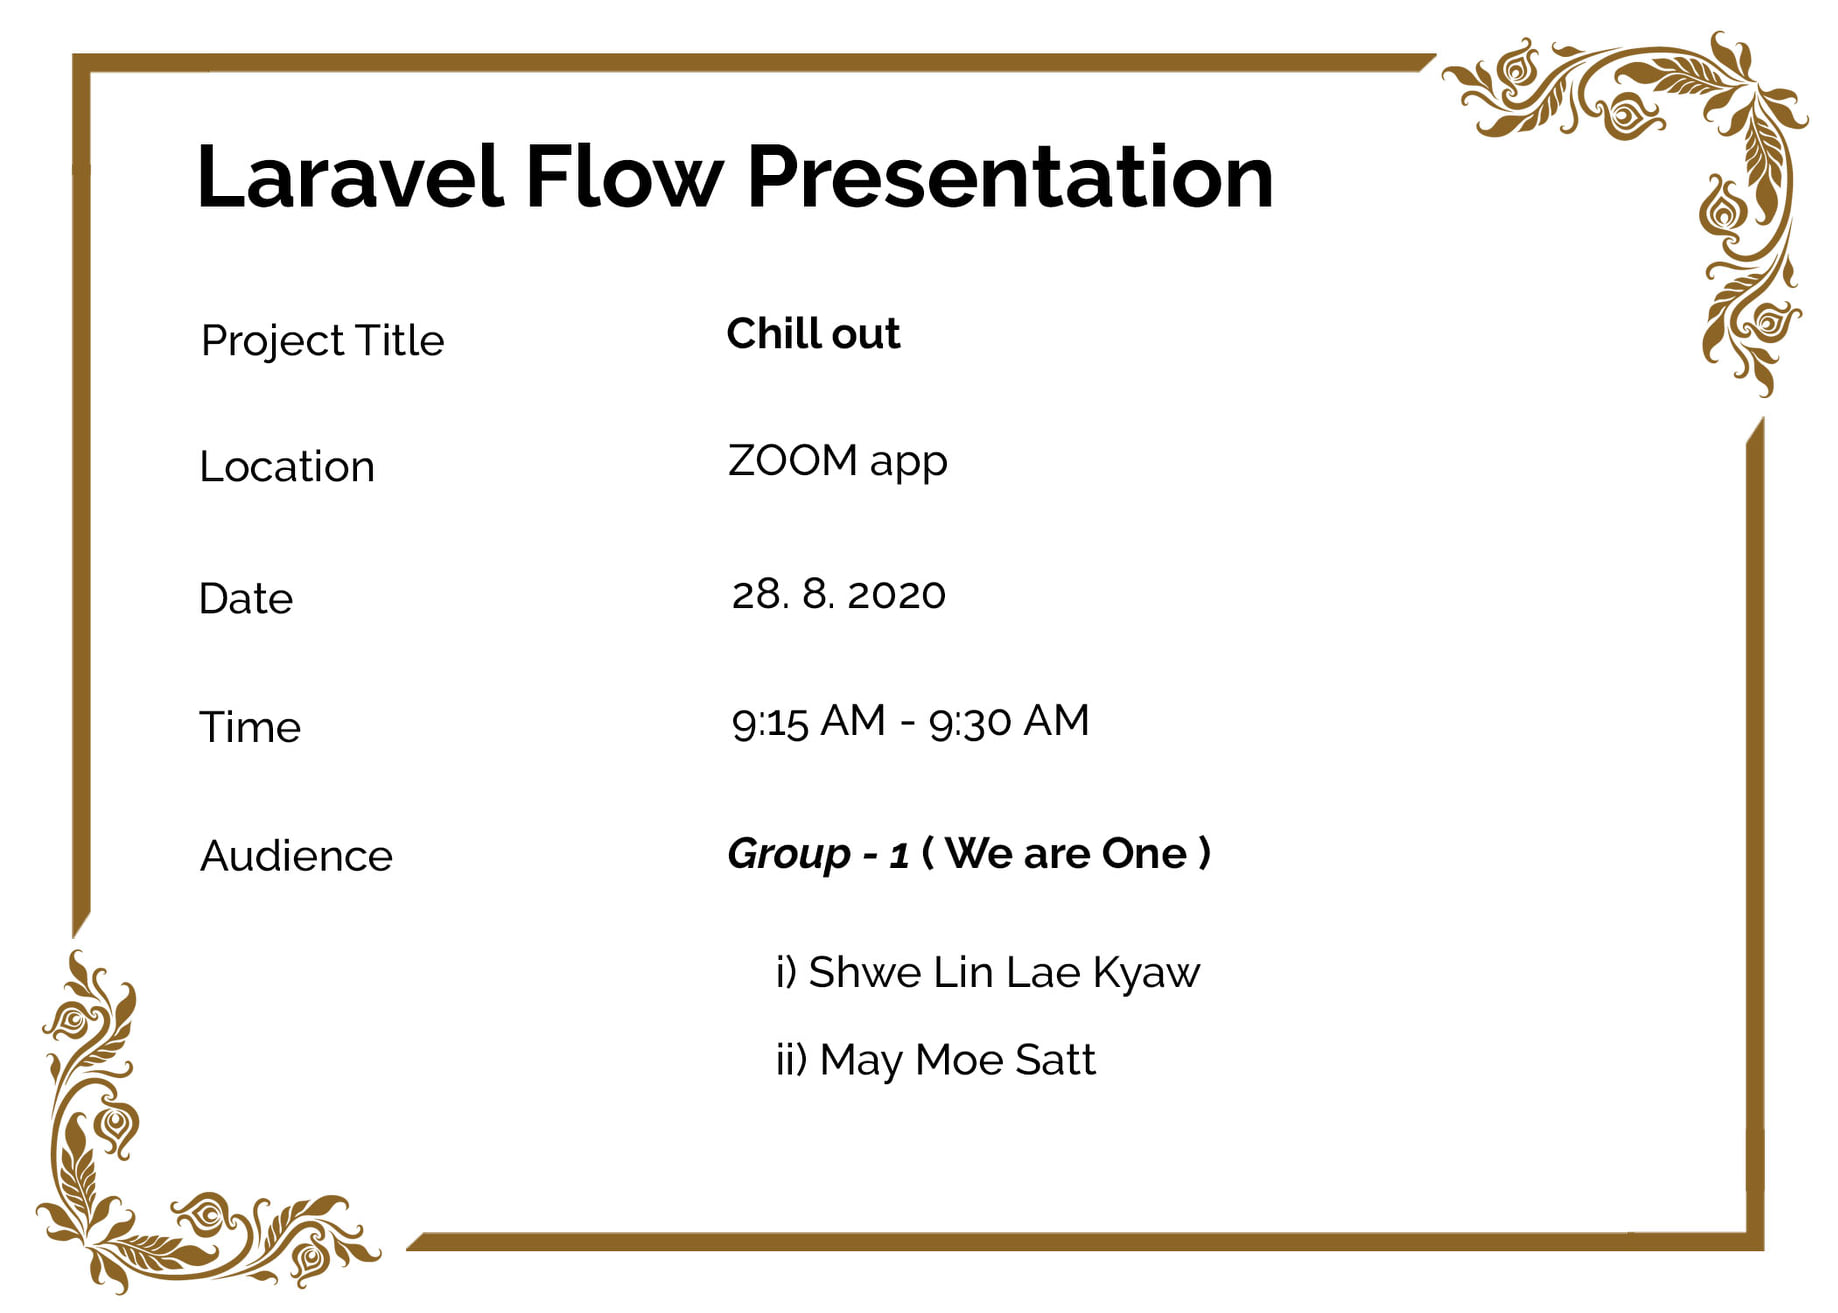 Laravel Flow Presentation
Project Title Chill out
Location ZOOM app
Date 28. 8. 2020
Time 9:15 AM - 9:30 AM
Audience Group - 1 ( We are One )
i) Shwe Lin Lae Kyaw
ii) May Moe Satt